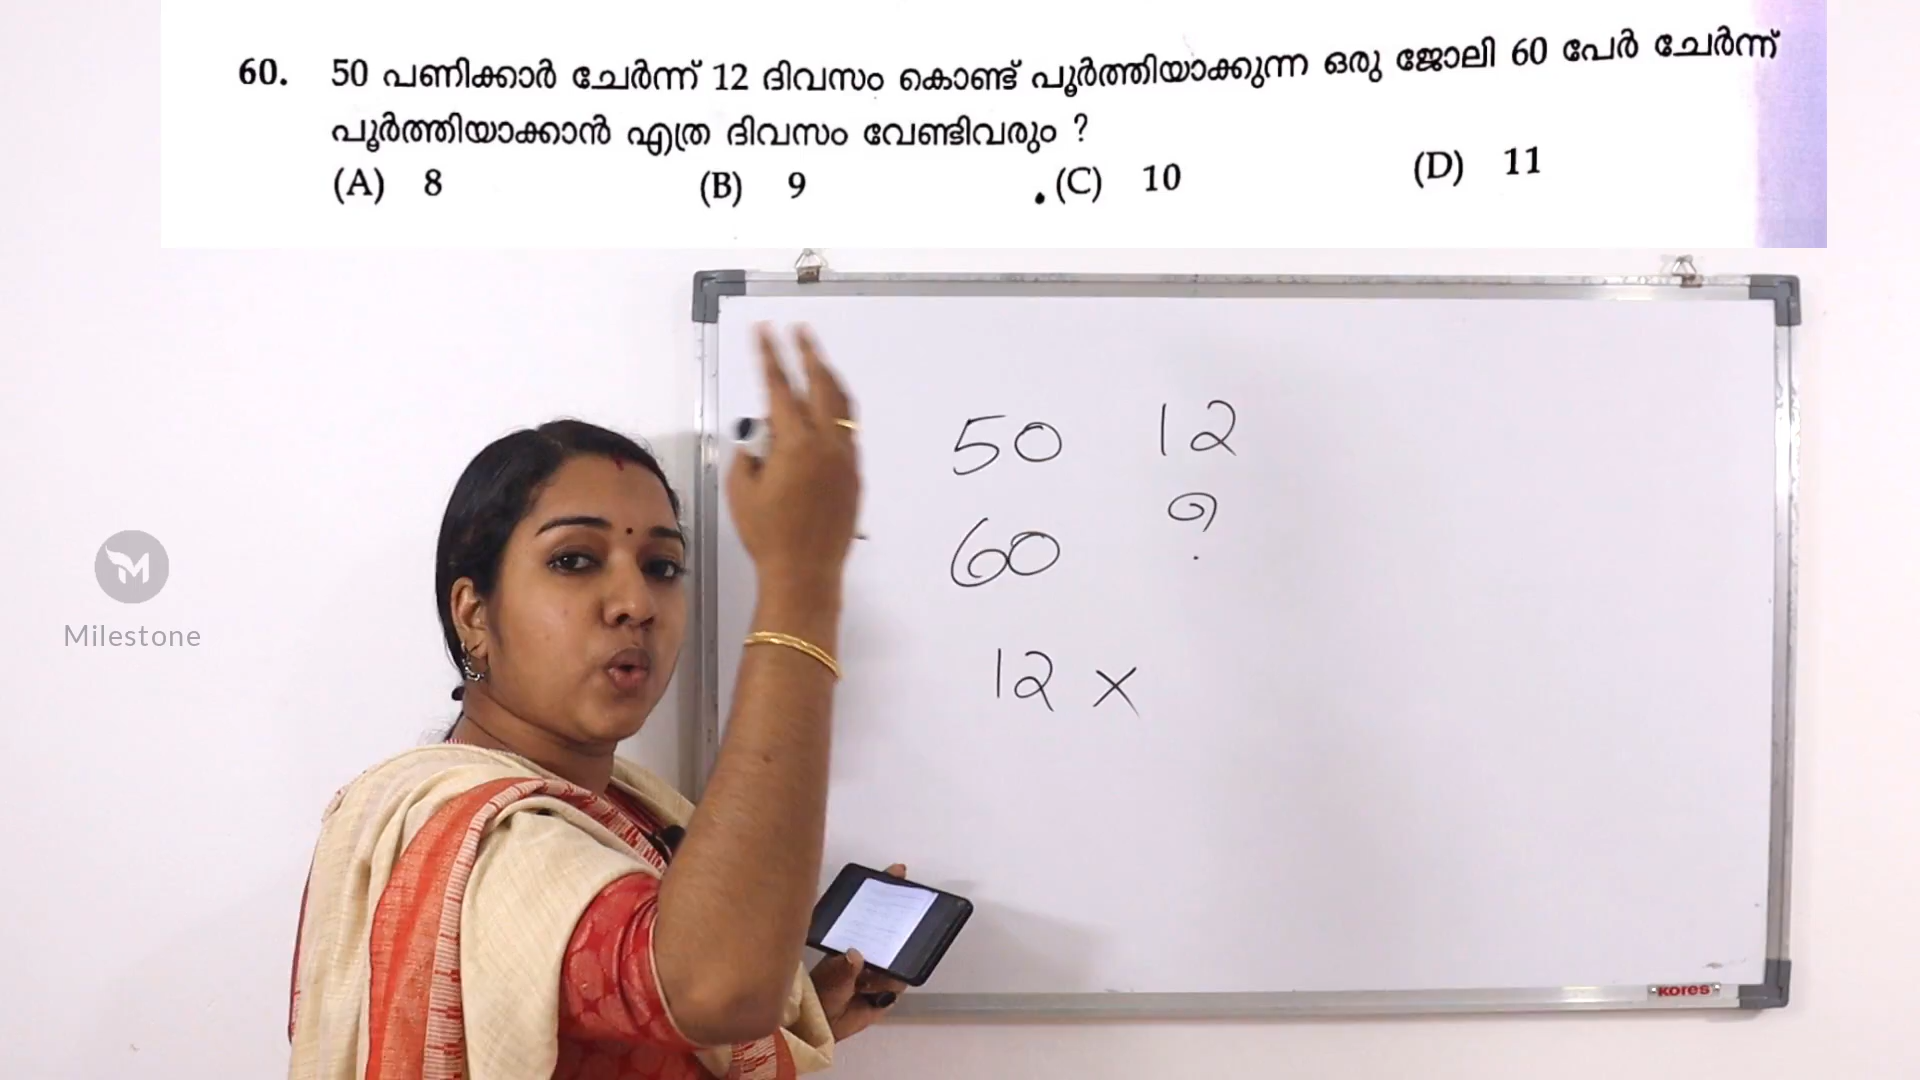 60. 50 പണിക്കാർ ചേർന്ന് 12 ദിവസം കൊണ്ട് പൂർത്തിയാക്കുന്ന ഒരു ജോലി 60 പേർ ചേർന്ന്
പൂർത്തിയാക്കാൻ എത്ര ദിവസം വേണ്ടിവരും ?
(A) 8 (B) 9 (C) 10 (D) 11
50 12
60 ?
12 ×
Milestone
kores